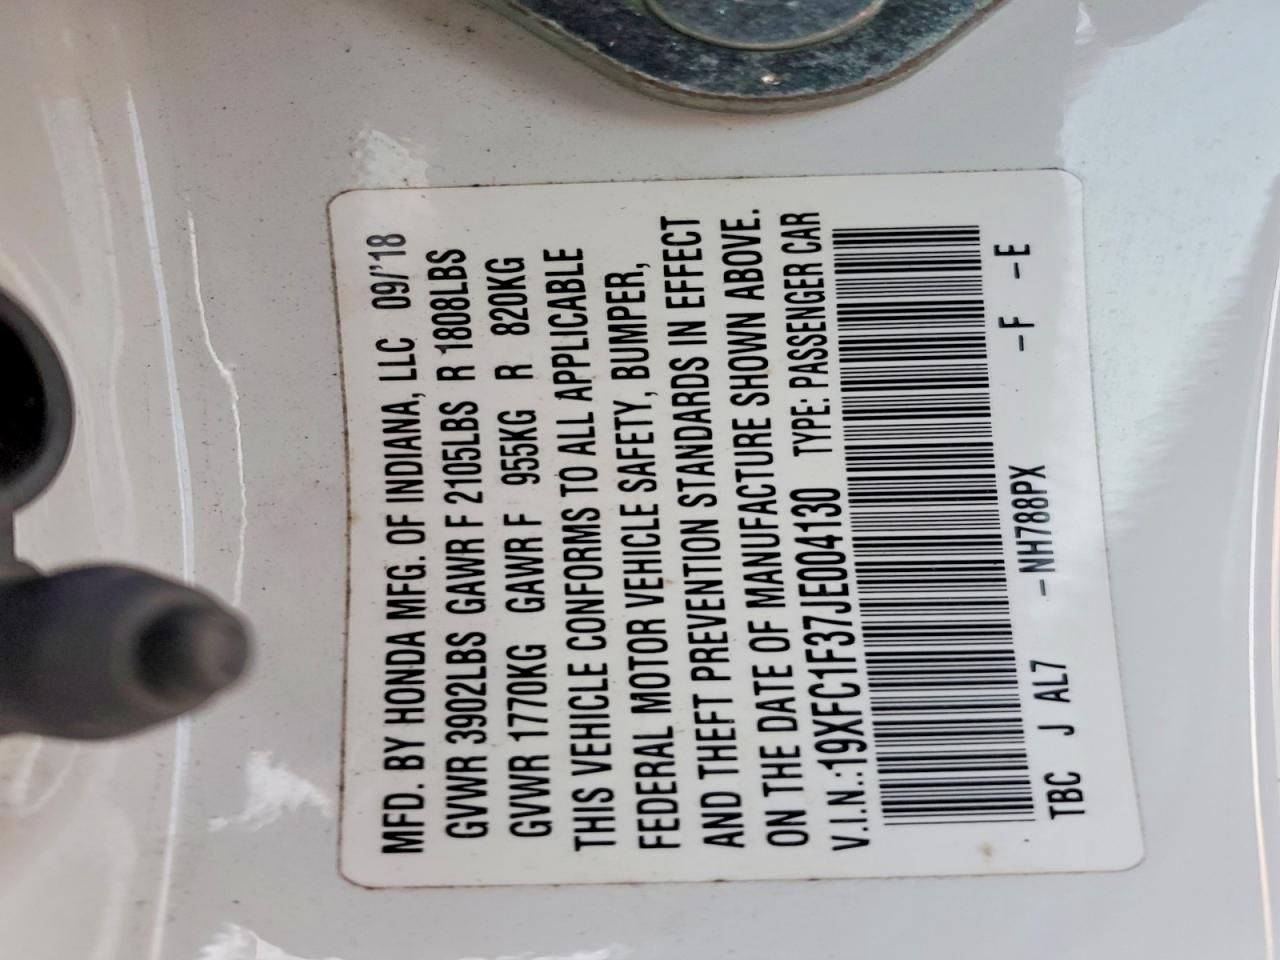 MFD. BY HONDA MFG. OF INDIANA, LLC 09/'18
GVWR 3902LBS GAWR F 2105LBS R 1808LBS
GVWR 1770KG GAWR F 955KG R 820KG
THIS VEHICLE CONFORMS TO ALL APPLICABLE
FEDERAL MOTOR VEHICLE SAFETY, BUMPER,
AND THEFT PREVENTION STANDARDS IN EFFECT
ON THE DATE OF MANUFACTURE SHOWN ABOVE.
V.I.N.:19XFC1F37JE004130 TYPE: PASSENGER CAR
TBC J AL7 -NH788PX -F -E